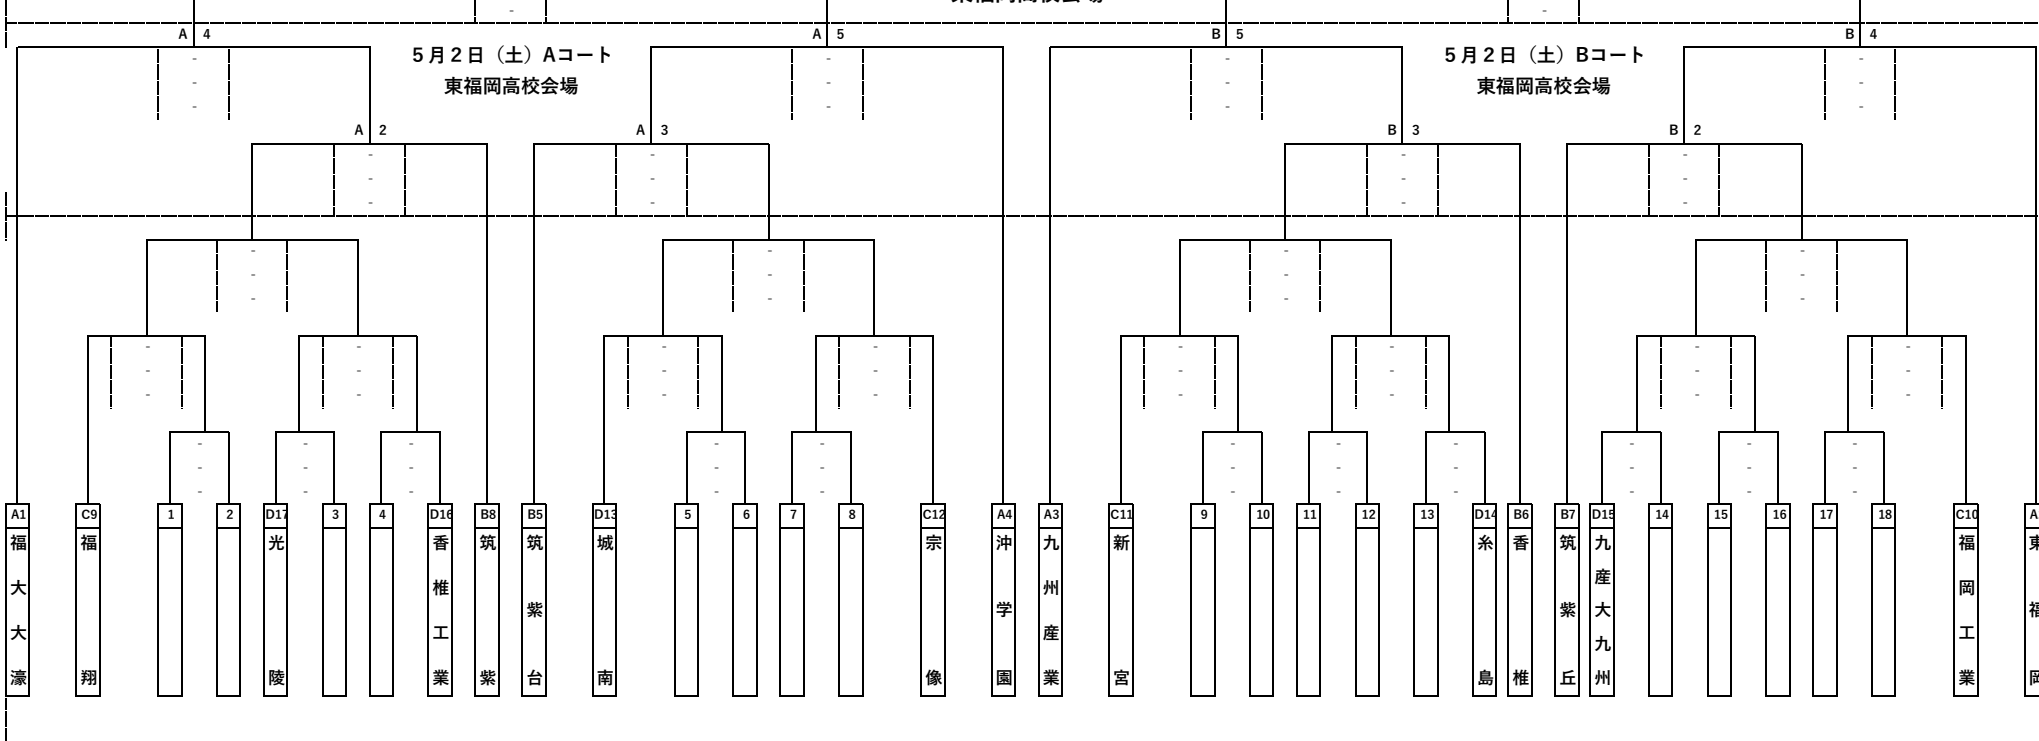 A 4
A 5
B 5
B 4
5月2日（土）Aコート
東福岡高校会場
5月2日（土）Bコート
東福岡高校会場
A 2
A 3
B 3
B 2
A1 福大大濠
C9 福翔
1
2
D17 光陵
3
4
D16 香椎工業
B8 筑紫
B5 筑紫台
D13 城南
5
6
7
8
C12 宗像
A4 沖学園
A3 九州産業
C11 新宮
9
10
11
12
13
D14 糸島
B6 香椎
B7 筑紫丘
D15 九産大九州
14
15
16
17
18
C10 福岡工業
東福岡